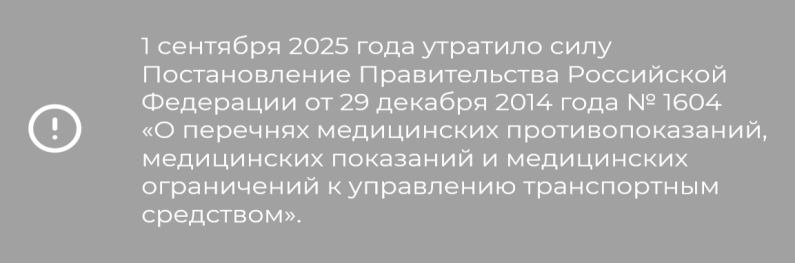 1 сентября 2025 года утратило силу
Постановление Правительства Российской
Федерации от 29 декабря 2014 года № 1604
«О перечнях медицинских противопоказаний,
медицинских показаний и медицинских
ограничений к управлению транспортным
средством».